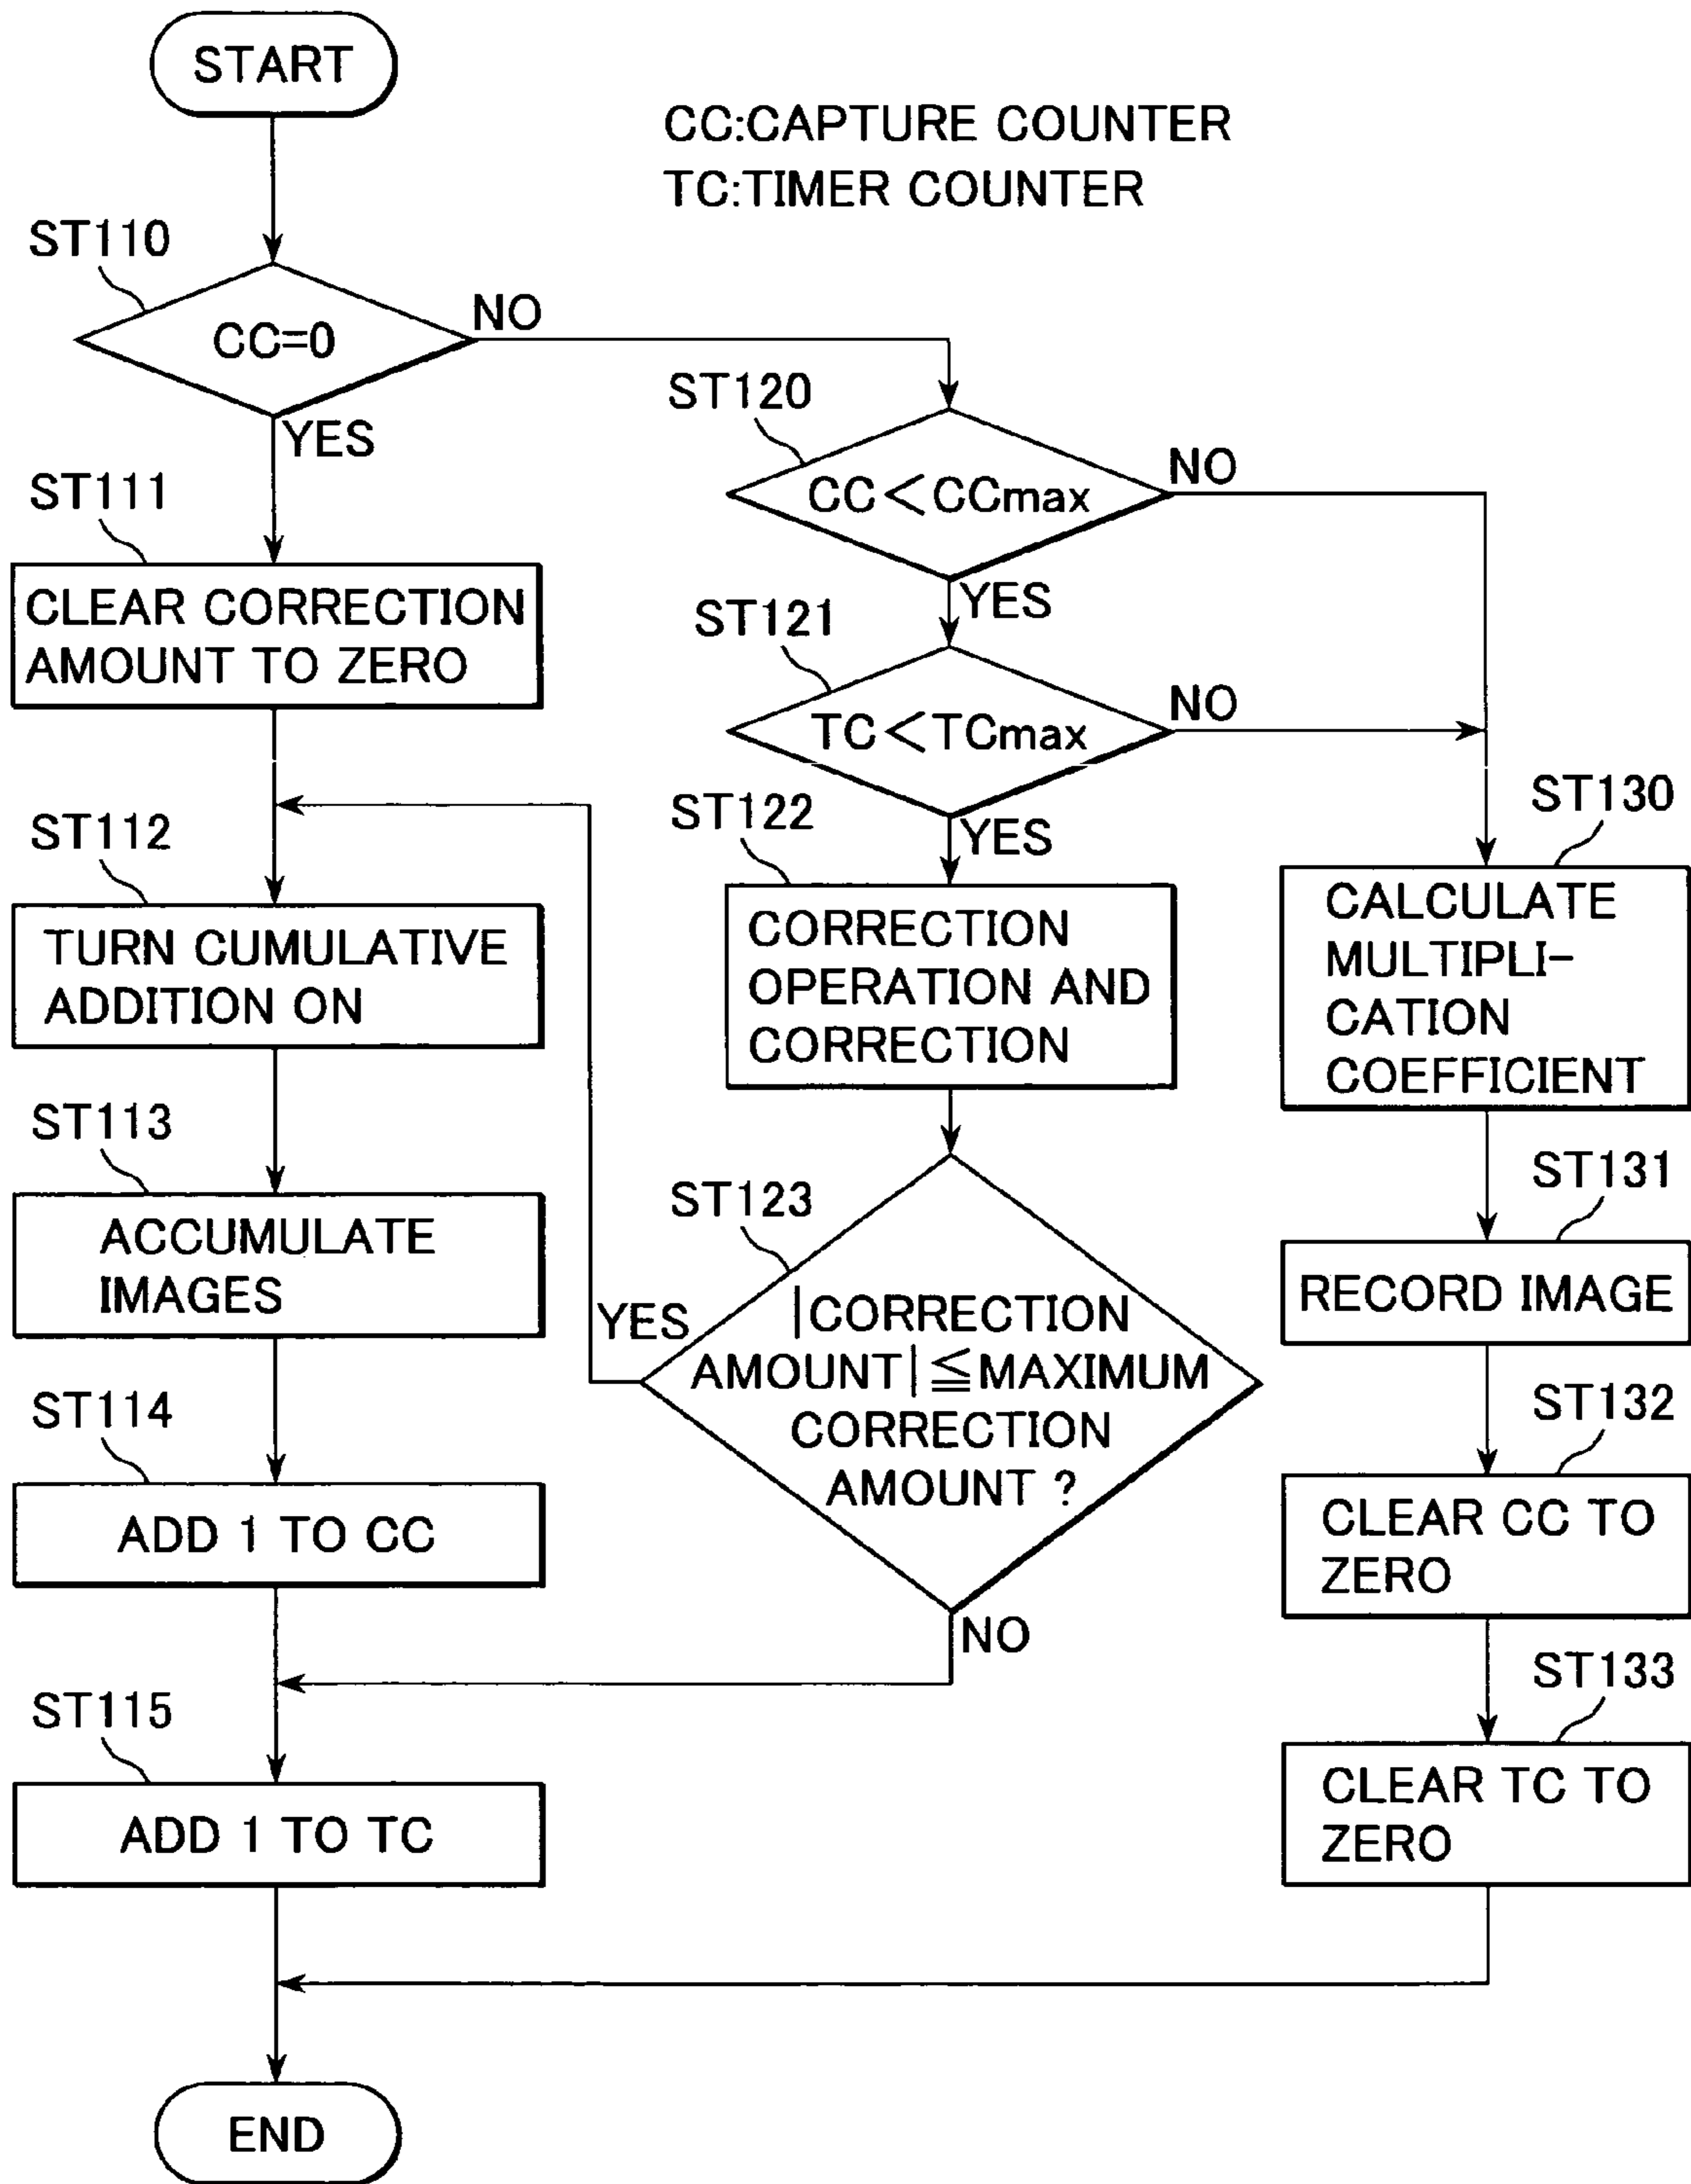 START
CC:CAPTURE COUNTER
TC:TIMER COUNTER
ST110
CC=0
NO
YES
ST111
CLEAR CORRECTION
AMOUNT TO ZERO
ST112
TURN CUMULATIVE
ADDITION ON
ST113
ACCUMULATE
IMAGES
ST114
ADD 1 TO CC
ST115
ADD 1 TO TC
END
ST120
CC<CCmax
NO
YES
ST121
TC<TCmax
NO
YES
ST122
CORRECTION
OPERATION AND
CORRECTION
ST123
YES
|CORRECTION
AMOUNT|≦MAXIMUM
CORRECTION
AMOUNT ?
NO
ST130
CALCULATE
MULTIPLI-
CATION
COEFFICIENT
ST131
RECORD IMAGE
ST132
CLEAR CC TO
ZERO
ST133
CLEAR TC TO
ZERO